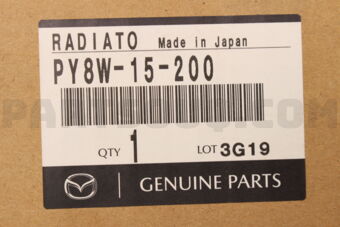 RADIATO Made in Japan
PY8W-15-200
QTY 1 LOT 3G19
GENUINE PARTS